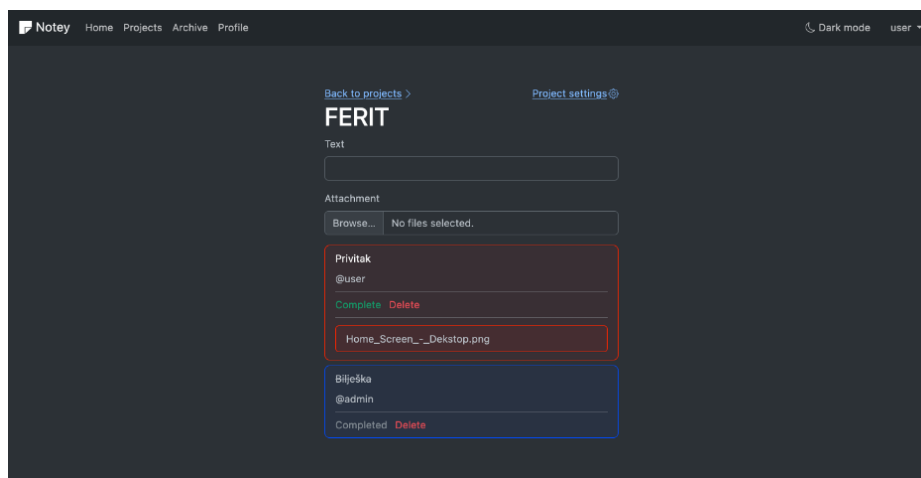 Notey Home Projects Archive Profile Dark mode user
Back to projects Project settings
FERIT
Text
Attachment
Browse... No files selected.
Privitak
@user
Complete Delete
Home_Screen_-_Dekstop.png
Bilješka
@admin
Completed Delete